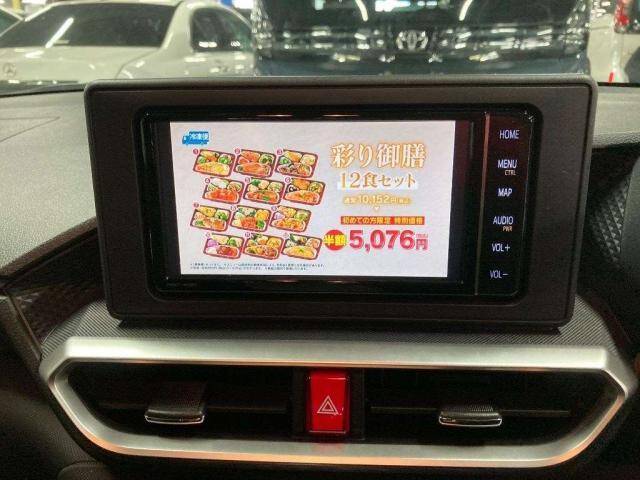 冷凍便
彩り御膳
12食セット
通常10,152円(税込)
初めての方限定 特別価格
半額5,076円
HOME
MENU
CTRL
MAP
AUDIO
PWR
VOL+
VOL-